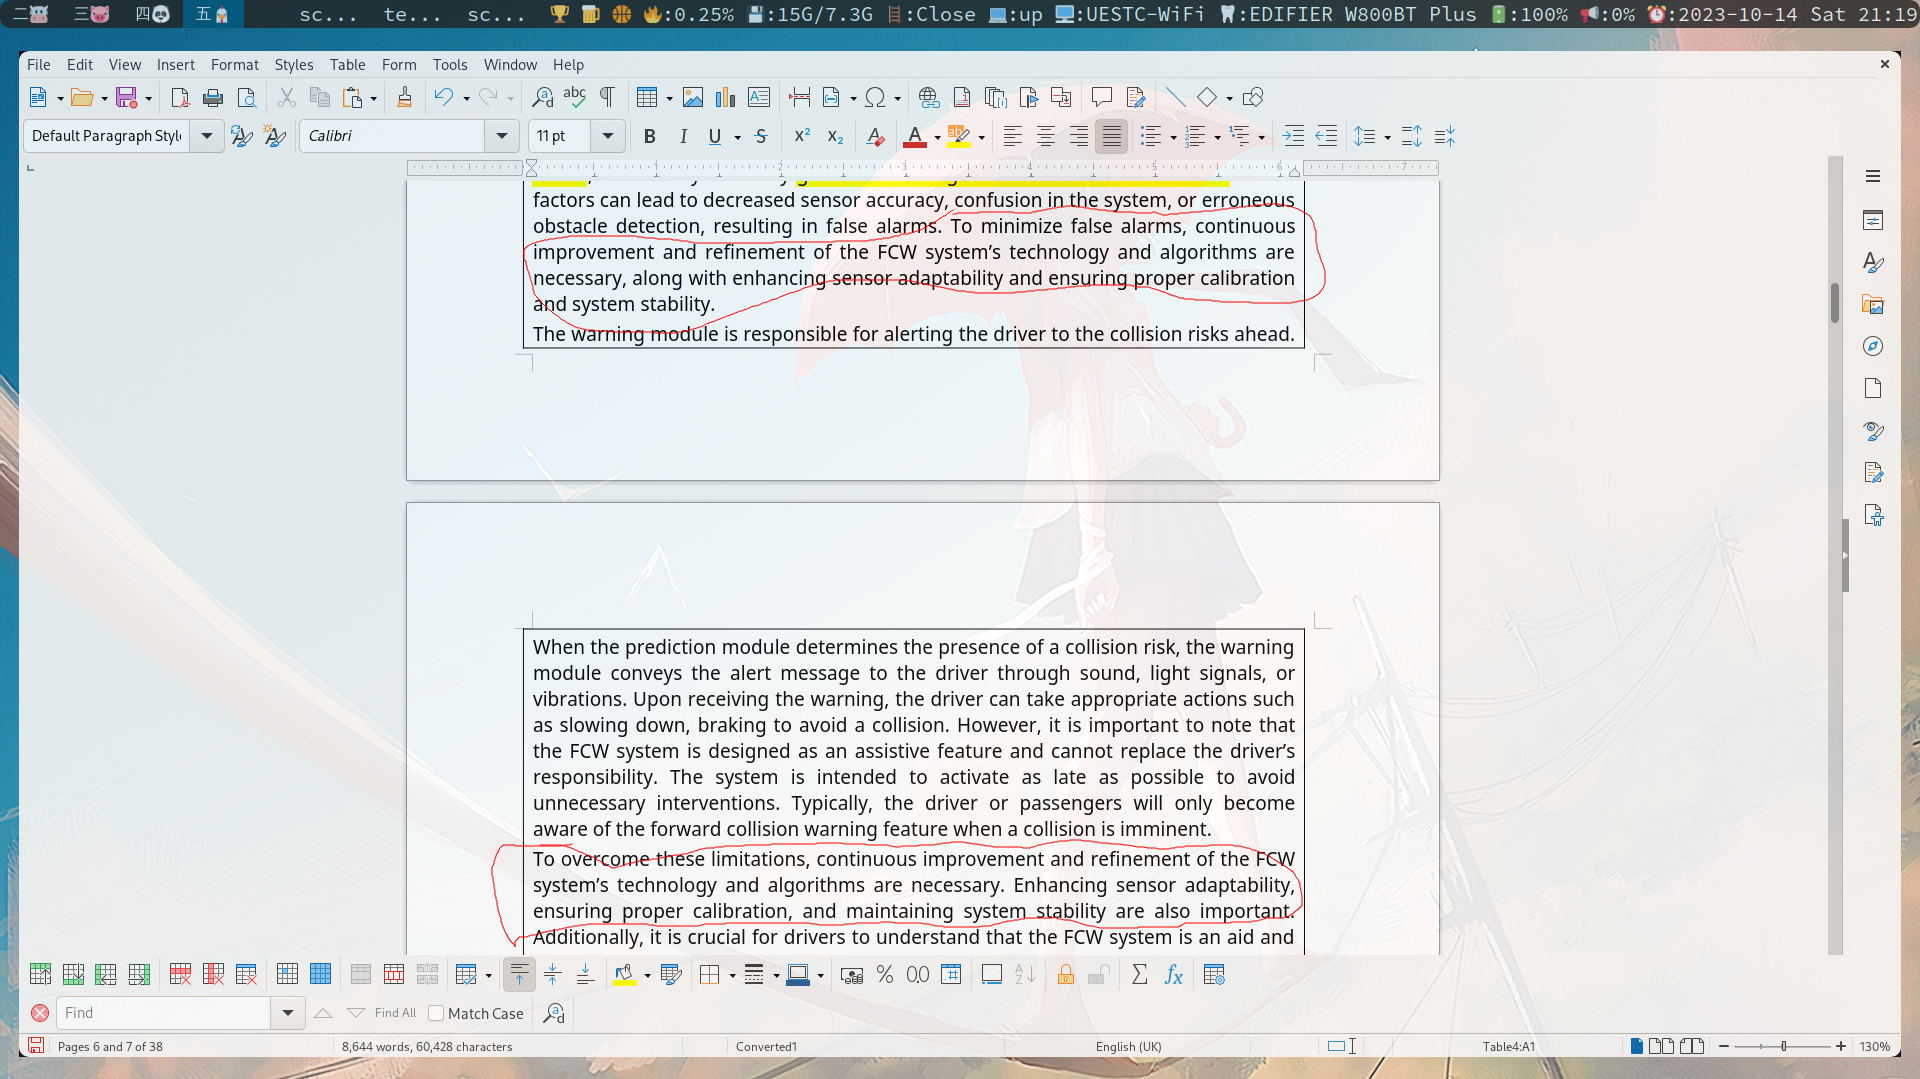 二 三 四 五 sc... te... sc... :0.25% :15G/7.3G :Close :up :UESTC-WiFi :EDIFIER W800BT Plus :100% :0% :2023-10-14 Sat 21:19
File Edit View Insert Format Styles Table Form Tools Window Help
Default Paragraph Style Calibri 11 pt
factors can lead to decreased sensor accuracy, confusion in the system, or erroneous
obstacle detection, resulting in false alarms. To minimize false alarms, continuous
improvement and refinement of the FCW system’s technology and algorithms are
necessary, along with enhancing sensor adaptability and ensuring proper calibration
and system stability.
The warning module is responsible for alerting the driver to the collision risks ahead.
When the prediction module determines the presence of a collision risk, the warning
module conveys the alert message to the driver through sound, light signals, or
vibrations. Upon receiving the warning, the driver can take appropriate actions such
as slowing down, braking to avoid a collision. However, it is important to note that
the FCW system is designed as an assistive feature and cannot replace the driver’s
responsibility. The system is intended to activate as late as possible to avoid
unnecessary interventions. Typically, the driver or passengers will only become
aware of the forward collision warning feature when a collision is imminent.
To overcome these limitations, continuous improvement and refinement of the FCW
system’s technology and algorithms are necessary. Enhancing sensor adaptability,
ensuring proper calibration, and maintaining system stability are also important.
Additionally, it is crucial for drivers to understand that the FCW system is an aid and
Find Find All Match Case
Pages 6 and 7 of 38 8,644 words, 60,428 characters Converted1 English (UK) Table4:A1 130%